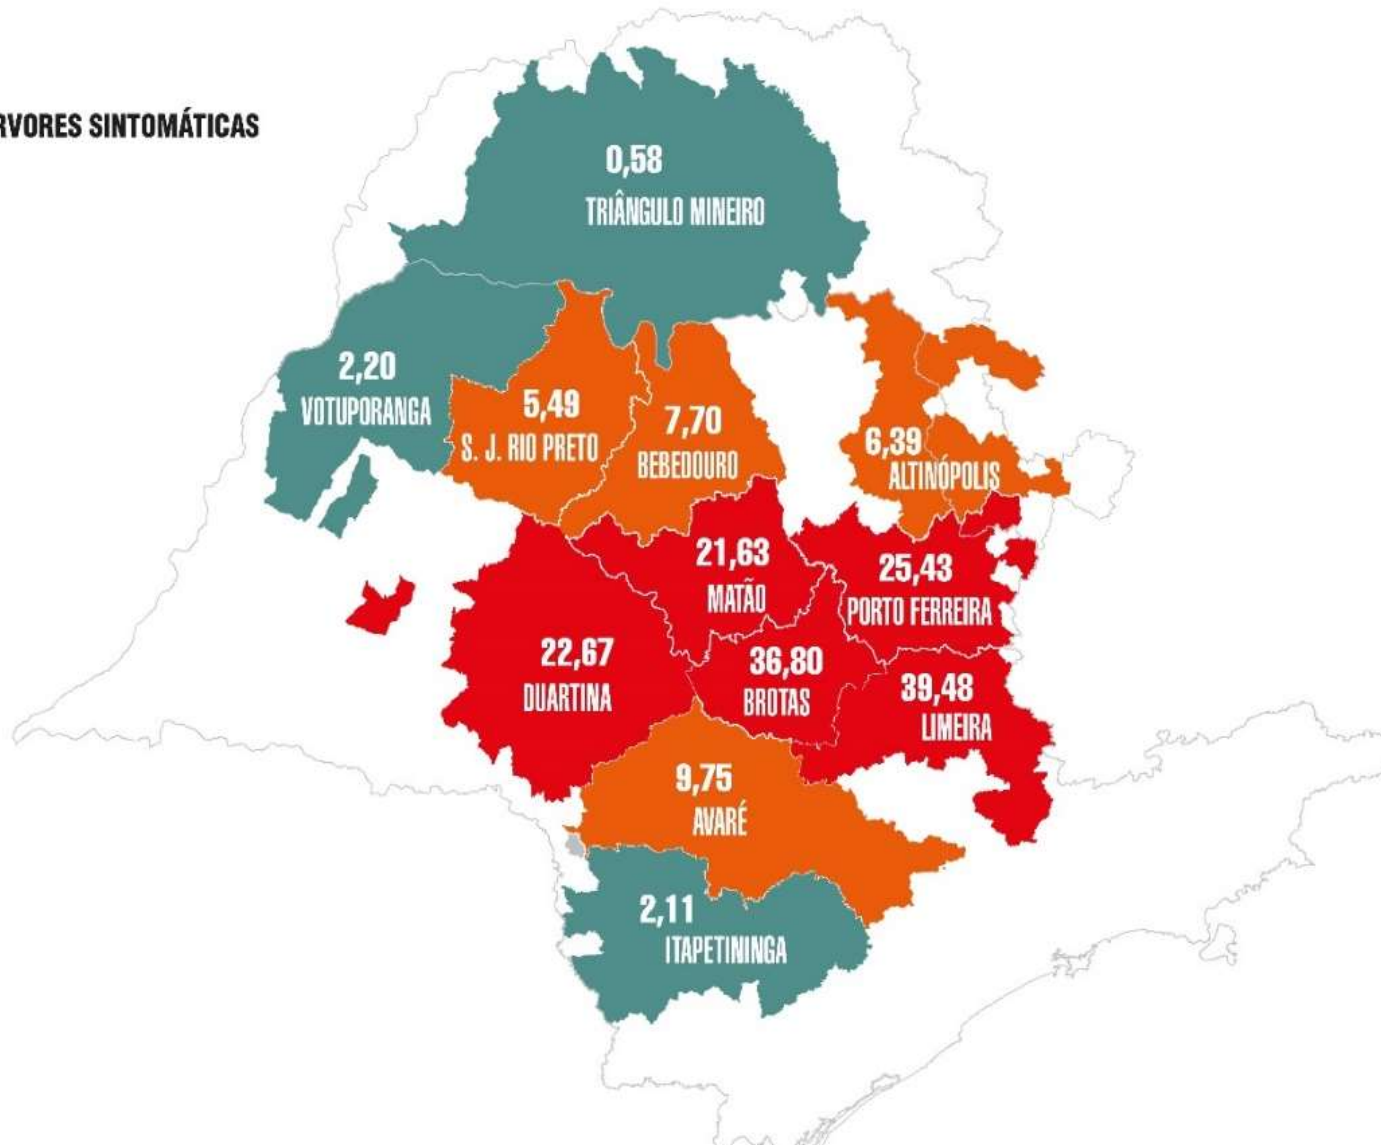 RVORES SINTOMÁTICAS
0,58
TRIÂNGULO MINEIRO
2,20
VOTUPORANGA
5,49
S. J. RIO PRETO
7,70
BEBEDOURO
6,39
ALTINÓPOLIS
21,63
MATÃO
25,43
PORTO FERREIRA
22,67
DUARTINA
36,80
BROTAS
39,48
LIMEIRA
9,75
AVARÉ
2,11
ITAPETININGA